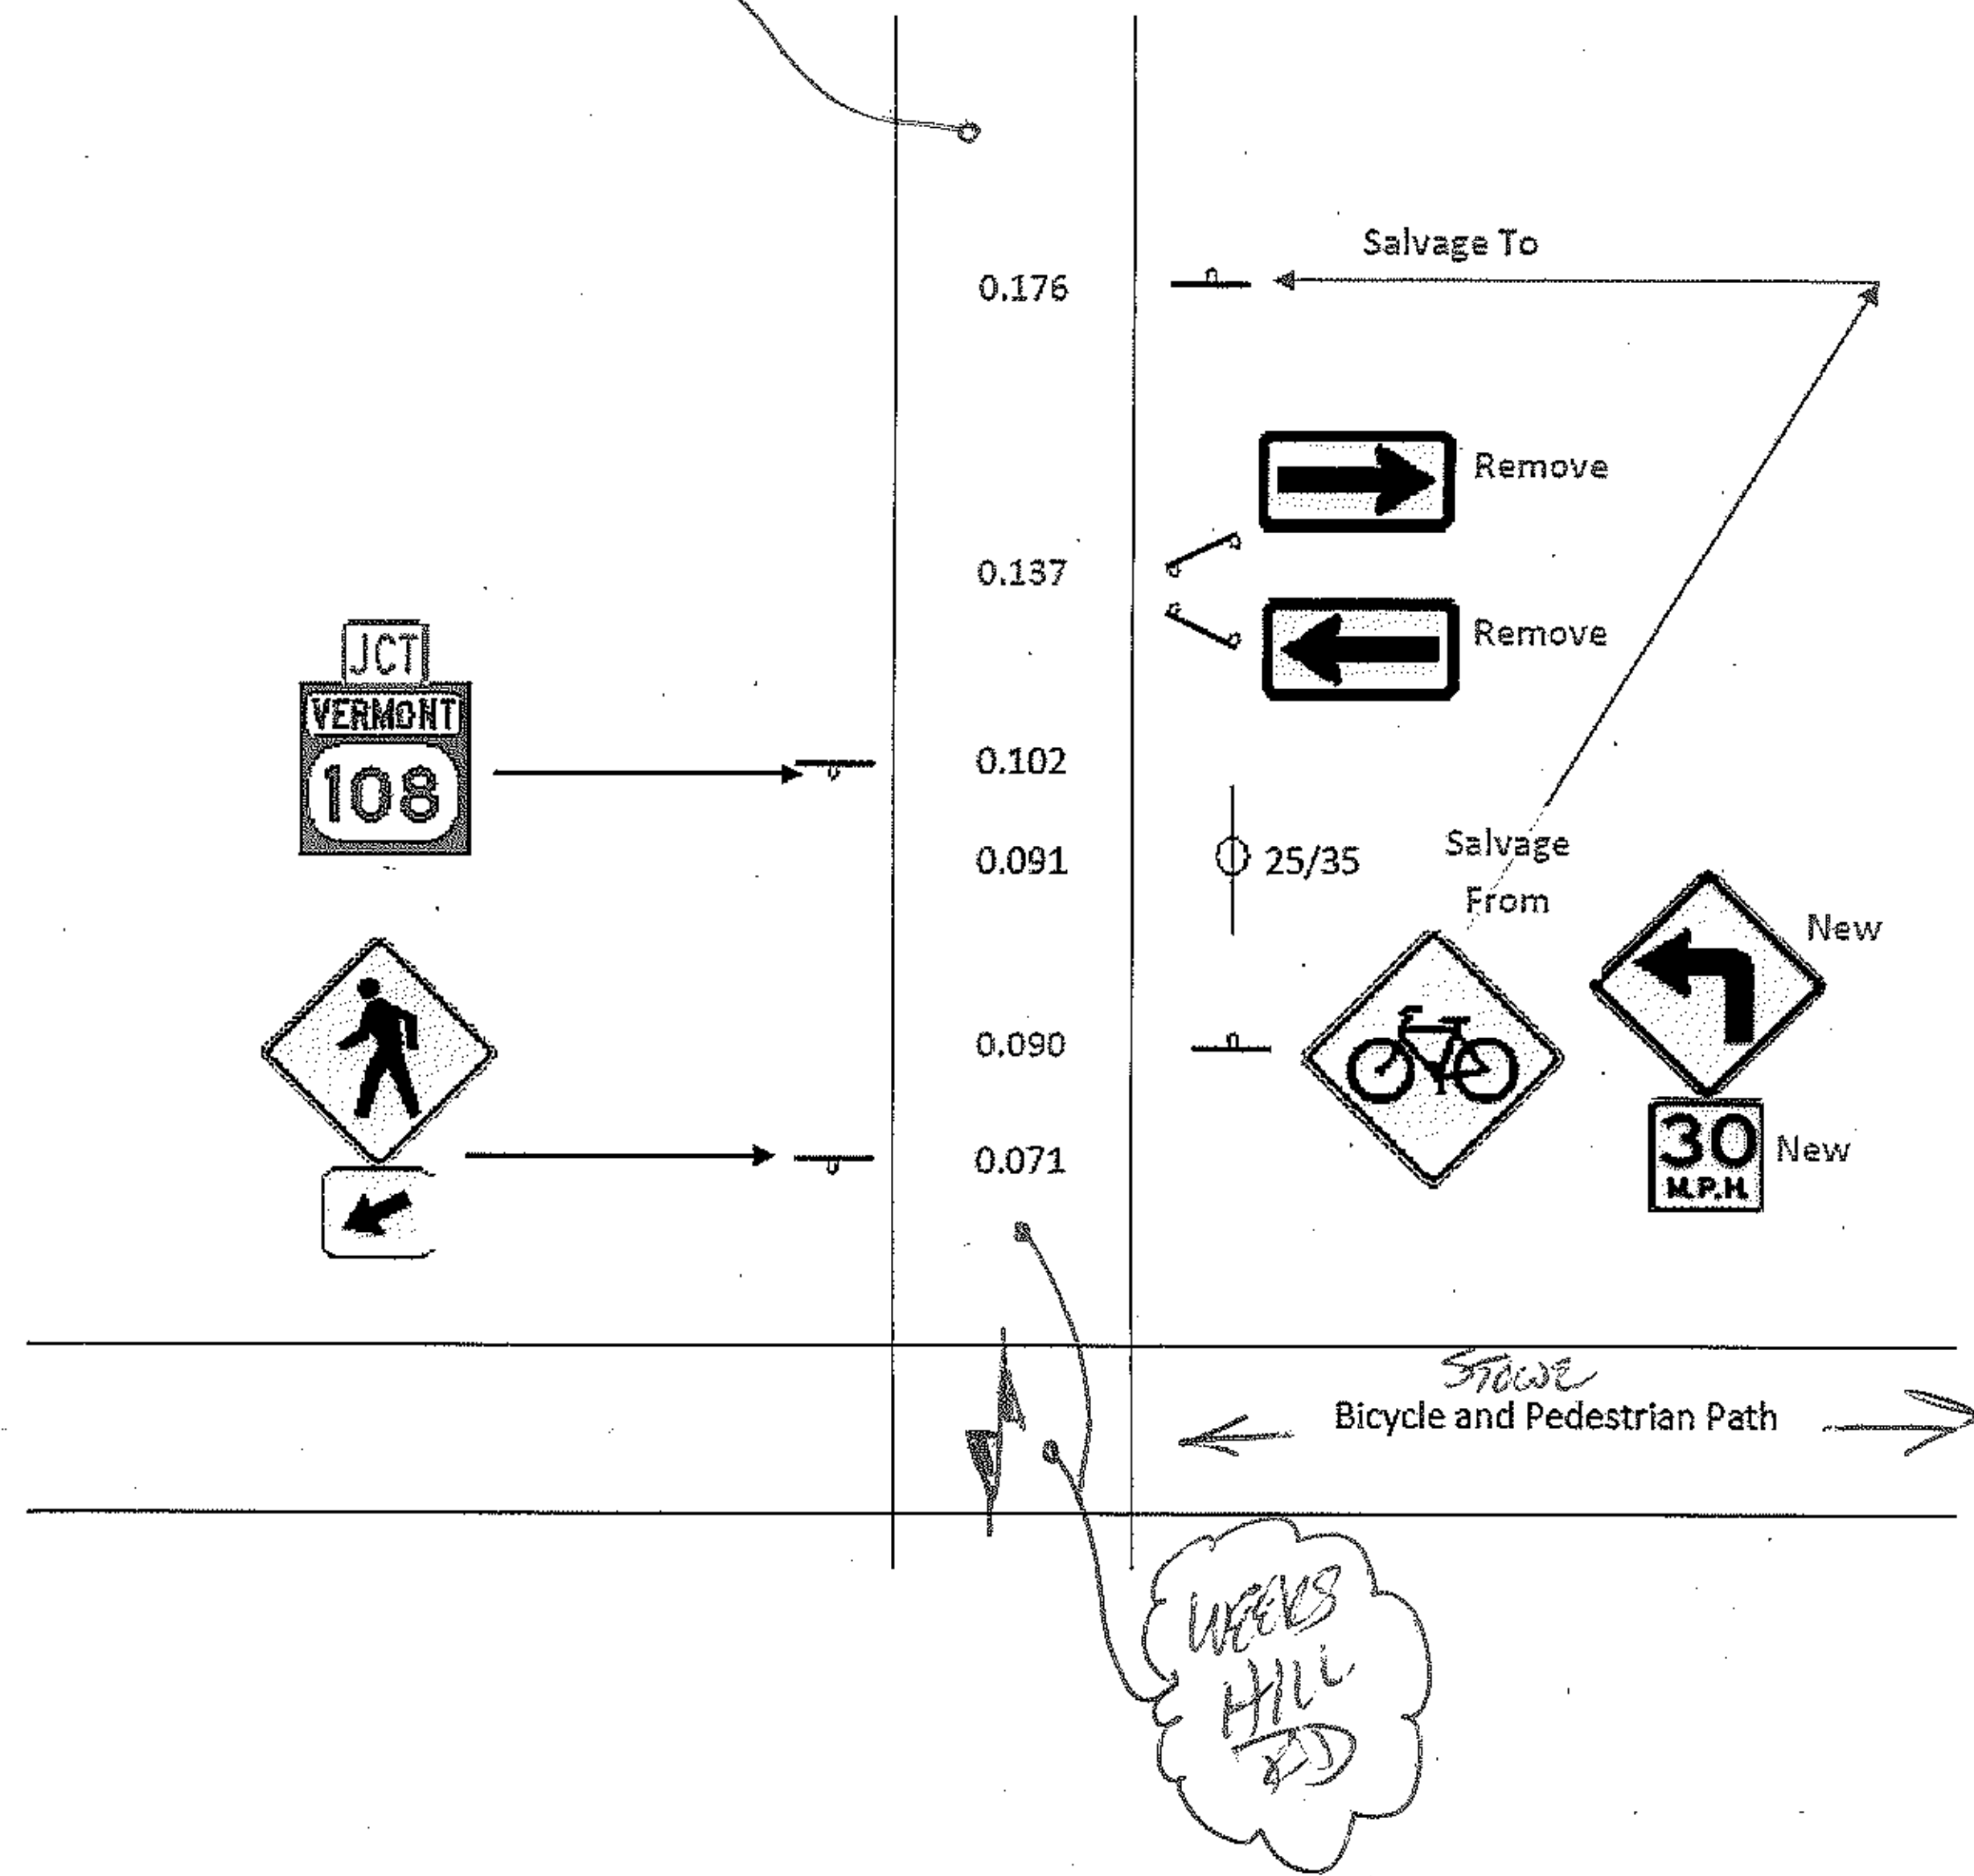 Salvage To
0.176
Remove
0.137
Remove
JCT
VERMONT
108
0.102
0.091
25/35
Salvage
From
New
0.090
0.071
30
M.P.H.
New
STOWE
Bicycle and Pedestrian Path
WEEKS
HILL
RD